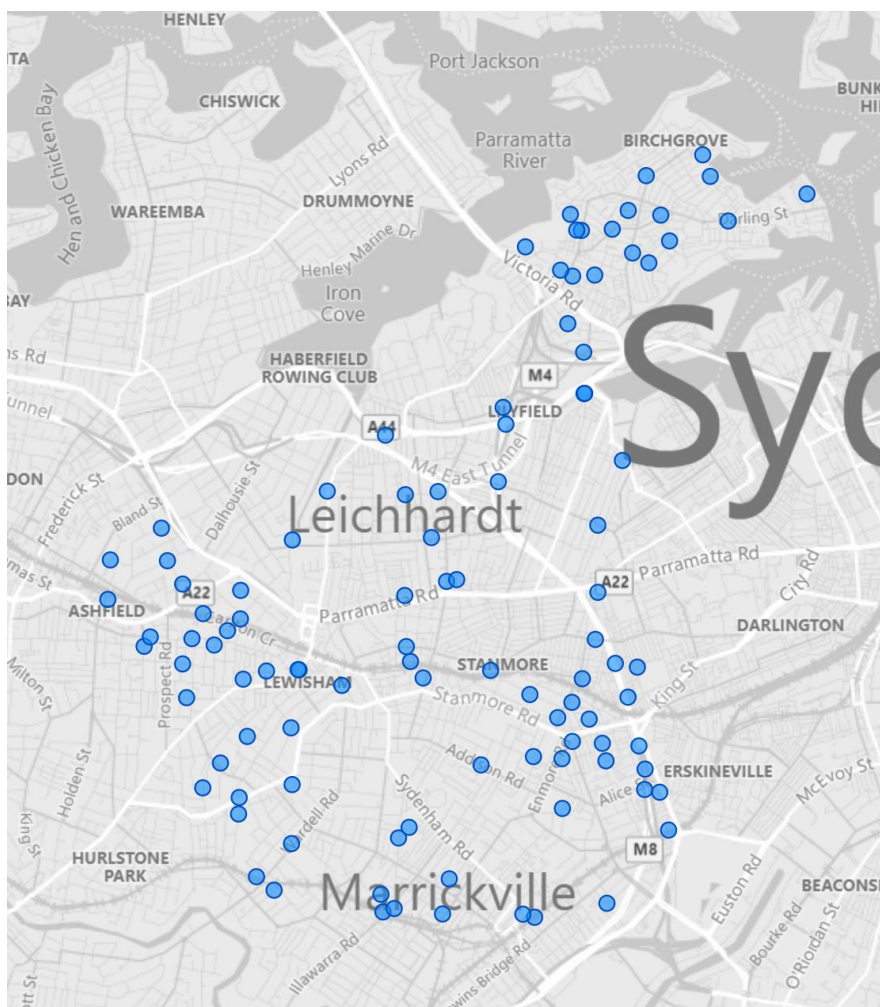 HENLEY
Port Jackson
CHISWICK
Hen and Chicken Bay
Parramatta
River
BIRCHGROVE
Lyons Rd
DRUMMOYNE
WAREEMBA
Henley Marine Dr
Darling St
Victoria Rd
Iron
Cove
BAY
HABERFIELD
ROWING CLUB
M4
Sy
A44
M4 East Tunnel
Frederick St
Bland St
Dalhousie St
Leichhardt
Parramatta Rd
City Rd
A22
ASHFIELD
A22
Parramatta Rd
DARLINGTON
Prospect Rd
LEWISHAM
STANMORE
Stanmore Rd
King St
Milton St
Holden St
Addison Rd
Enmore Rd
Alice St
ERSKINEVILLE
McEvoy St
King St
Wardell Rd
Sydenham Rd
HURLSTONE
PARK
M8
Marrickville
Euston Rd
BEACONS
Illawarra Rd
Bourke Rd
O'Riordan St